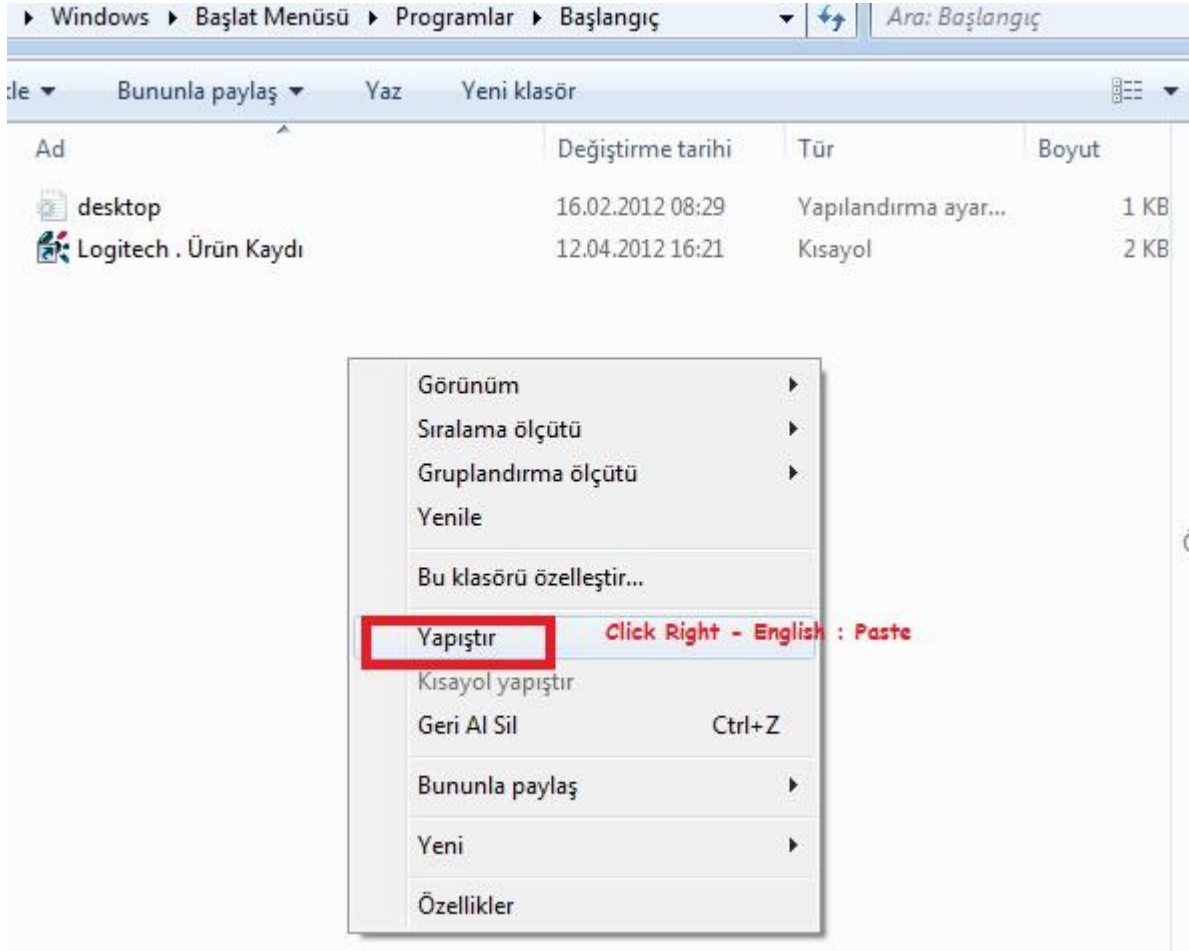 Windows Başlat Menüsü Programlar Başlangıç Ara: Başlangıç
Bununla paylaş Yaz Yeni klasör
Ad Değiştirme tarihi Tür Boyut
desktop 16.02.2012 08:29 Yapılandırma ayar... 1 KB
Logitech . Ürün Kaydı 12.04.2012 16:21 Kısayol 2 KB
Görünüm
Sıralama ölçütü
Gruplandırma ölçütü
Yenile
Bu klasörü özelleştir...
Yapıştır Click Right - English : Paste
Kısayol yapıştır
Geri Al Sil Ctrl+Z
Bununla paylaş
Yeni
Özellikler